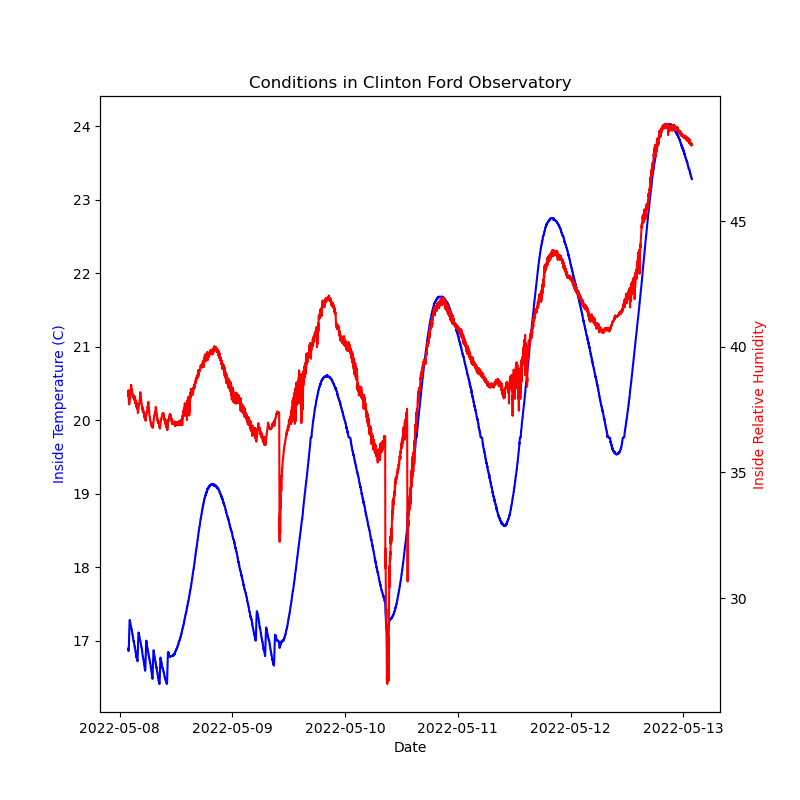 Conditions in Clinton Ford Observatory
24
23
22
21
20
19
18
17
Inside Temperature (C)
45
40
35
30
Inside Relative Humidity
2022-05-08 2022-05-09 2022-05-10 2022-05-11 2022-05-12 2022-05-13
Date